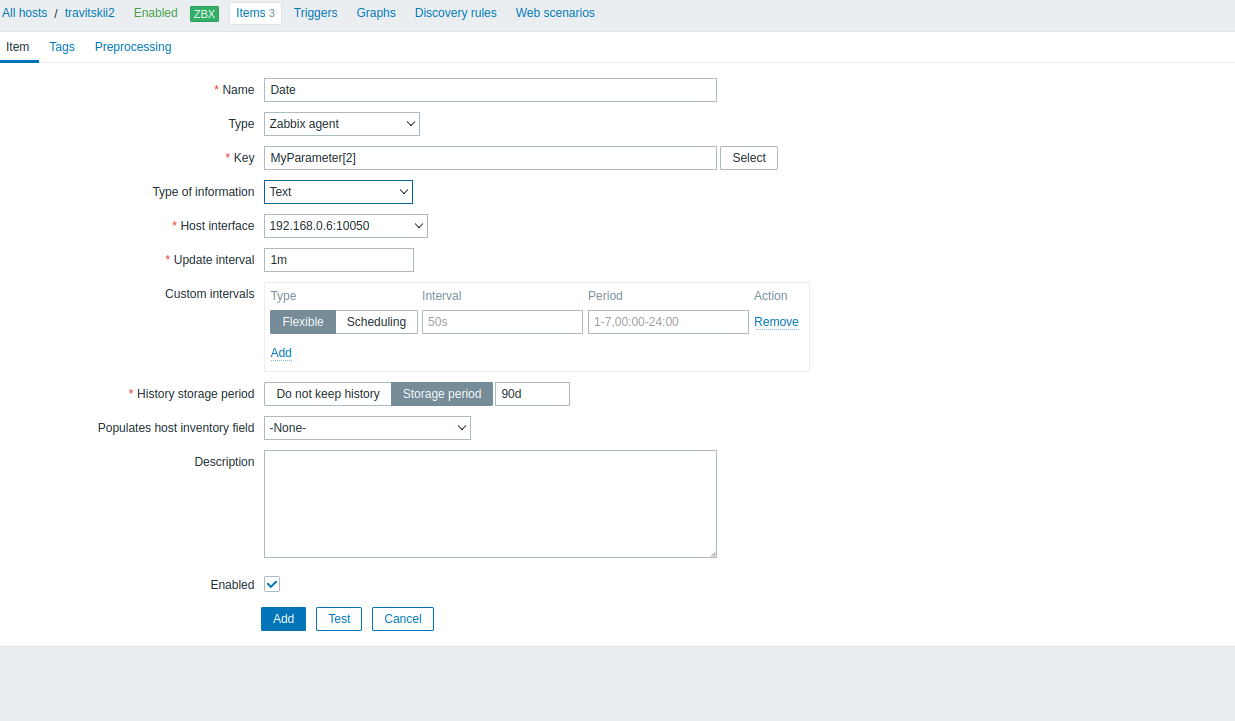 All hosts / travitskii2 Enabled ZBX Items 3 Triggers Graphs Discovery rules Web scenarios
Item Tags Preprocessing
* Name Date
Type Zabbix agent
* Key MyParameter[2] Select
Type of information Text
* Host interface 192.168.0.6:10050
* Update interval 1m
Custom intervals Type Interval Period Action
Flexible Scheduling 50s 1-7,00:00-24:00 Remove
Add
* History storage period Do not keep history Storage period 90d
Populates host inventory field -None-
Description
Enabled
Add Test Cancel